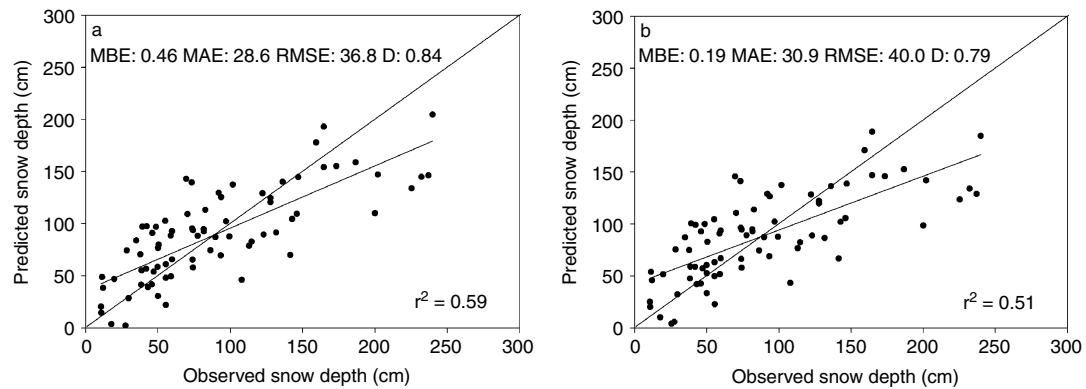 a
MBE: 0.46 MAE: 28.6 RMSE: 36.8 D: 0.84
300
250
200
150
100
50
0
Predicted snow depth (cm)
r² = 0.59
0 50 100 150 200 250 300
Observed snow depth (cm)
b
MBE: 0.19 MAE: 30.9 RMSE: 40.0 D: 0.79
300
250
200
150
100
50
0
Predicted snow depth (cm)
r² = 0.51
0 50 100 150 200 250 300
Observed snow depth (cm)